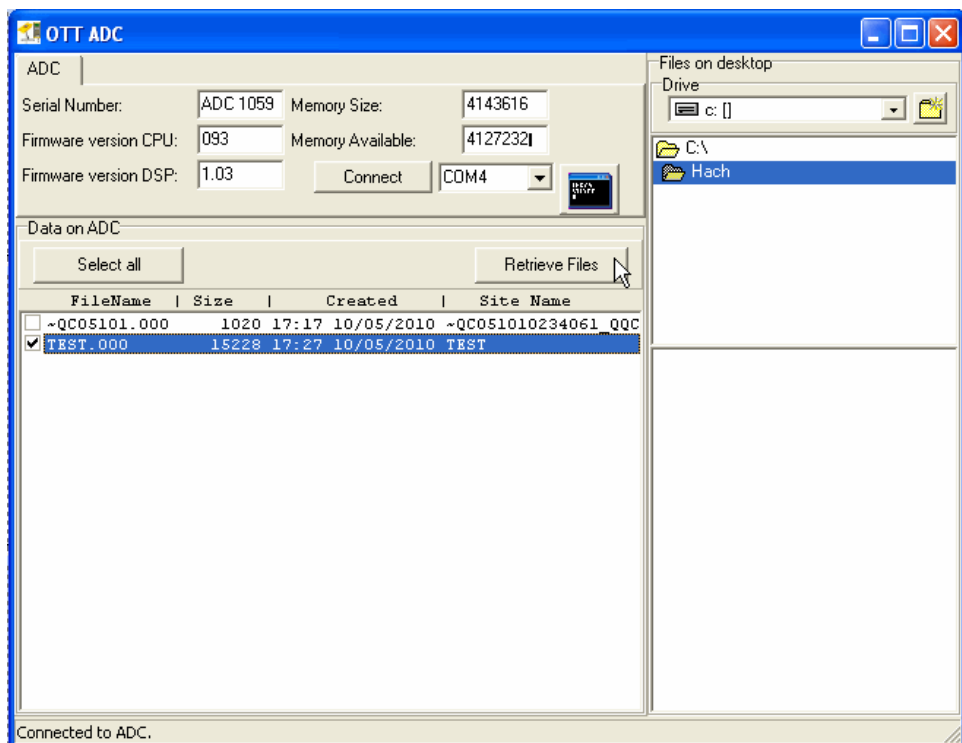 OTT ADC
ADC
Serial Number: ADC 1059 Memory Size: 4143616
Firmware version CPU: 093 Memory Available: 4127232
Firmware version DSP: 1.03 Connect COM4
Data on ADC
Select all Retrieve Files
FileName | Size | Created | Site Name
~QC05101.000 1020 17:17 10/05/2010 ~QC051010234061_QQC
TEST.000 15228 17:27 10/05/2010 TEST
Connected to ADC.
Files on desktop
Drive
c: []
C:\
Hach